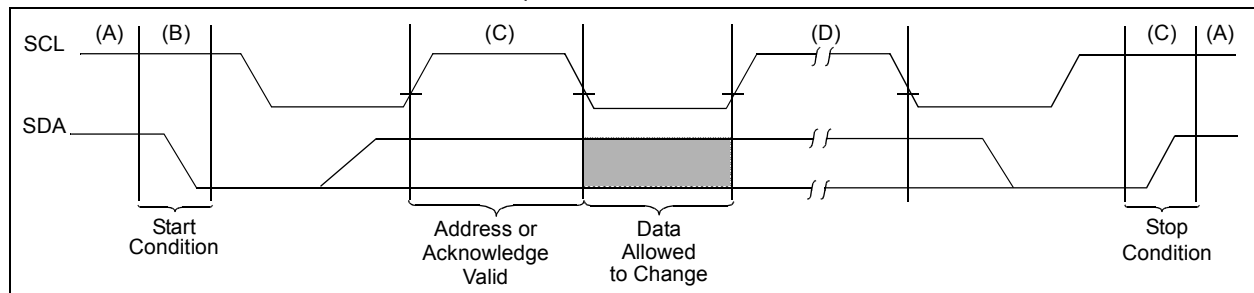 (A) (B) (C) (D) (C) (A)
SCL
SDA
Start
Condition
Address or
Acknowledge
Valid
Data
Allowed
to Change
Stop
Condition